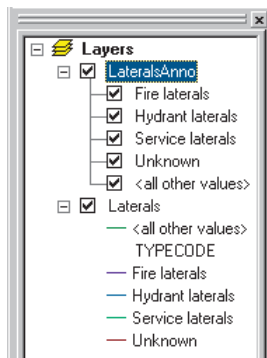 Layers
LateralsAnno
Fire laterals
Hydrant laterals
Service laterals
Unknown
<all other values>
Laterals
<all other values>
TYPECODE
Fire laterals
Hydrant laterals
Service laterals
Unknown